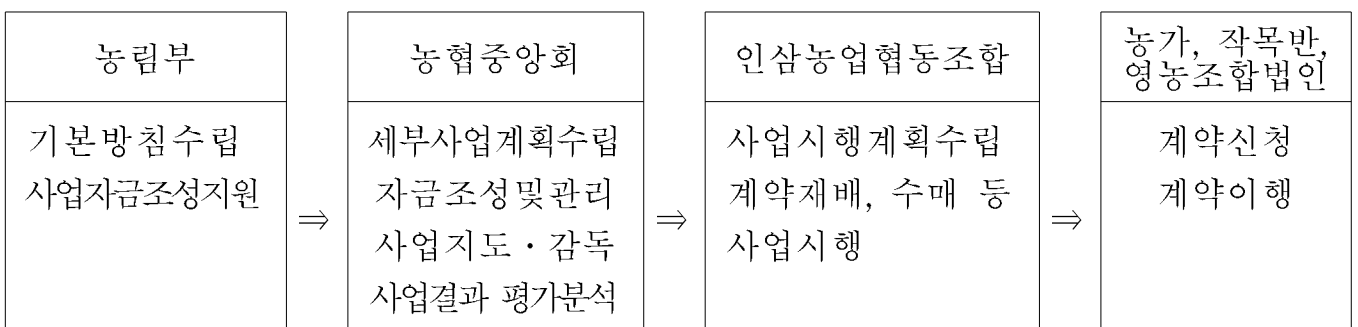 농림부
기본방침수립
사업자금조성지원
⇒
농협중앙회
세부사업계획수립
자금조성및관리
사업지도·감독
사업결과 평가분석
⇒
인삼농업협동조합
사업시행계획수립
계약재배, 수매 등
사업시행
⇒
농가, 작목반,
영농조합법인
계약신청
계약이행